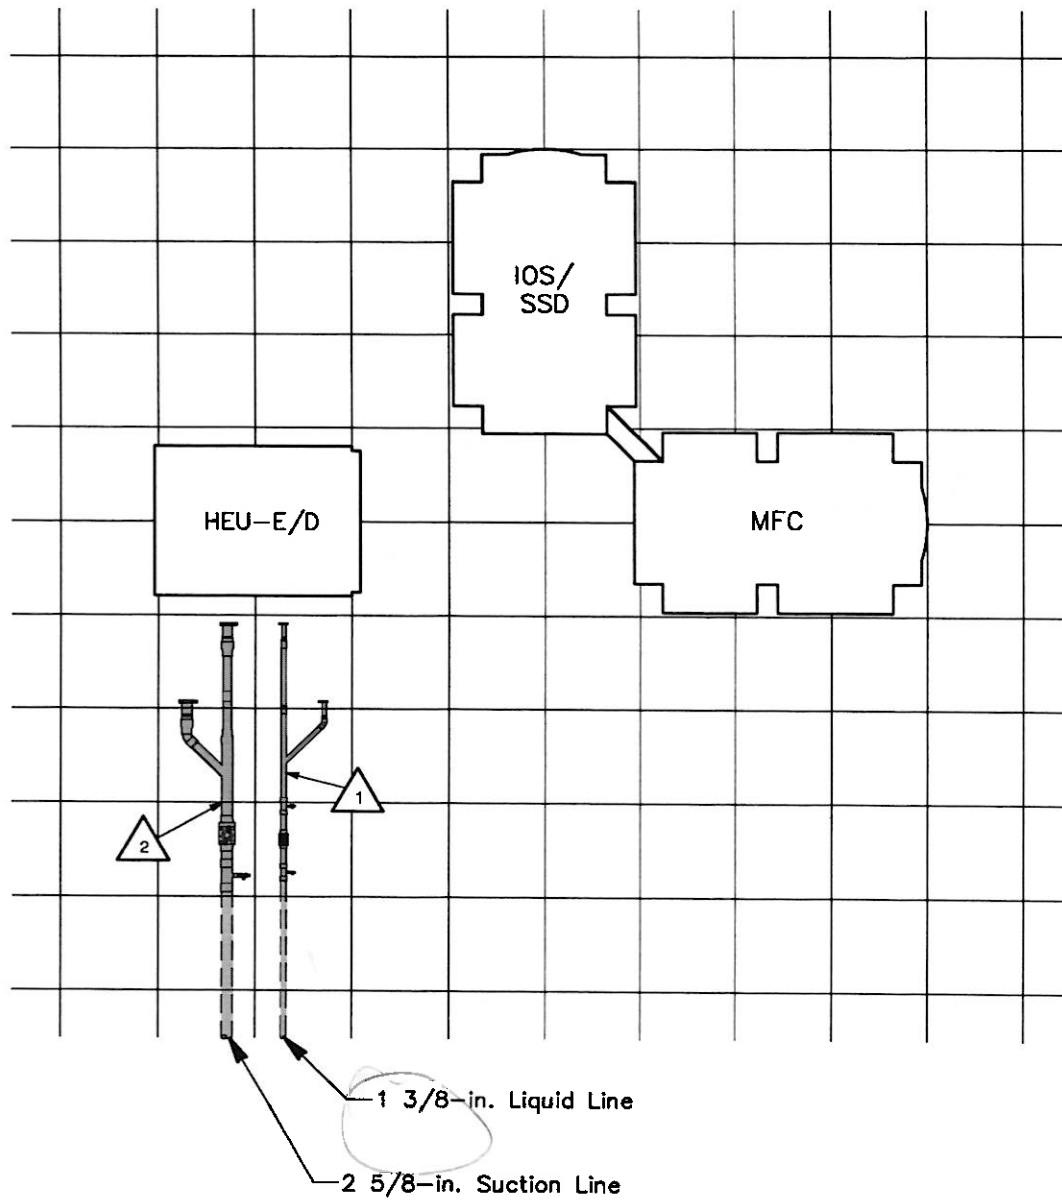 IOS/
SSD
HEU-E/D
MFC
1
2
1 3/8-in. Liquid Line
2 5/8-in. Suction Line